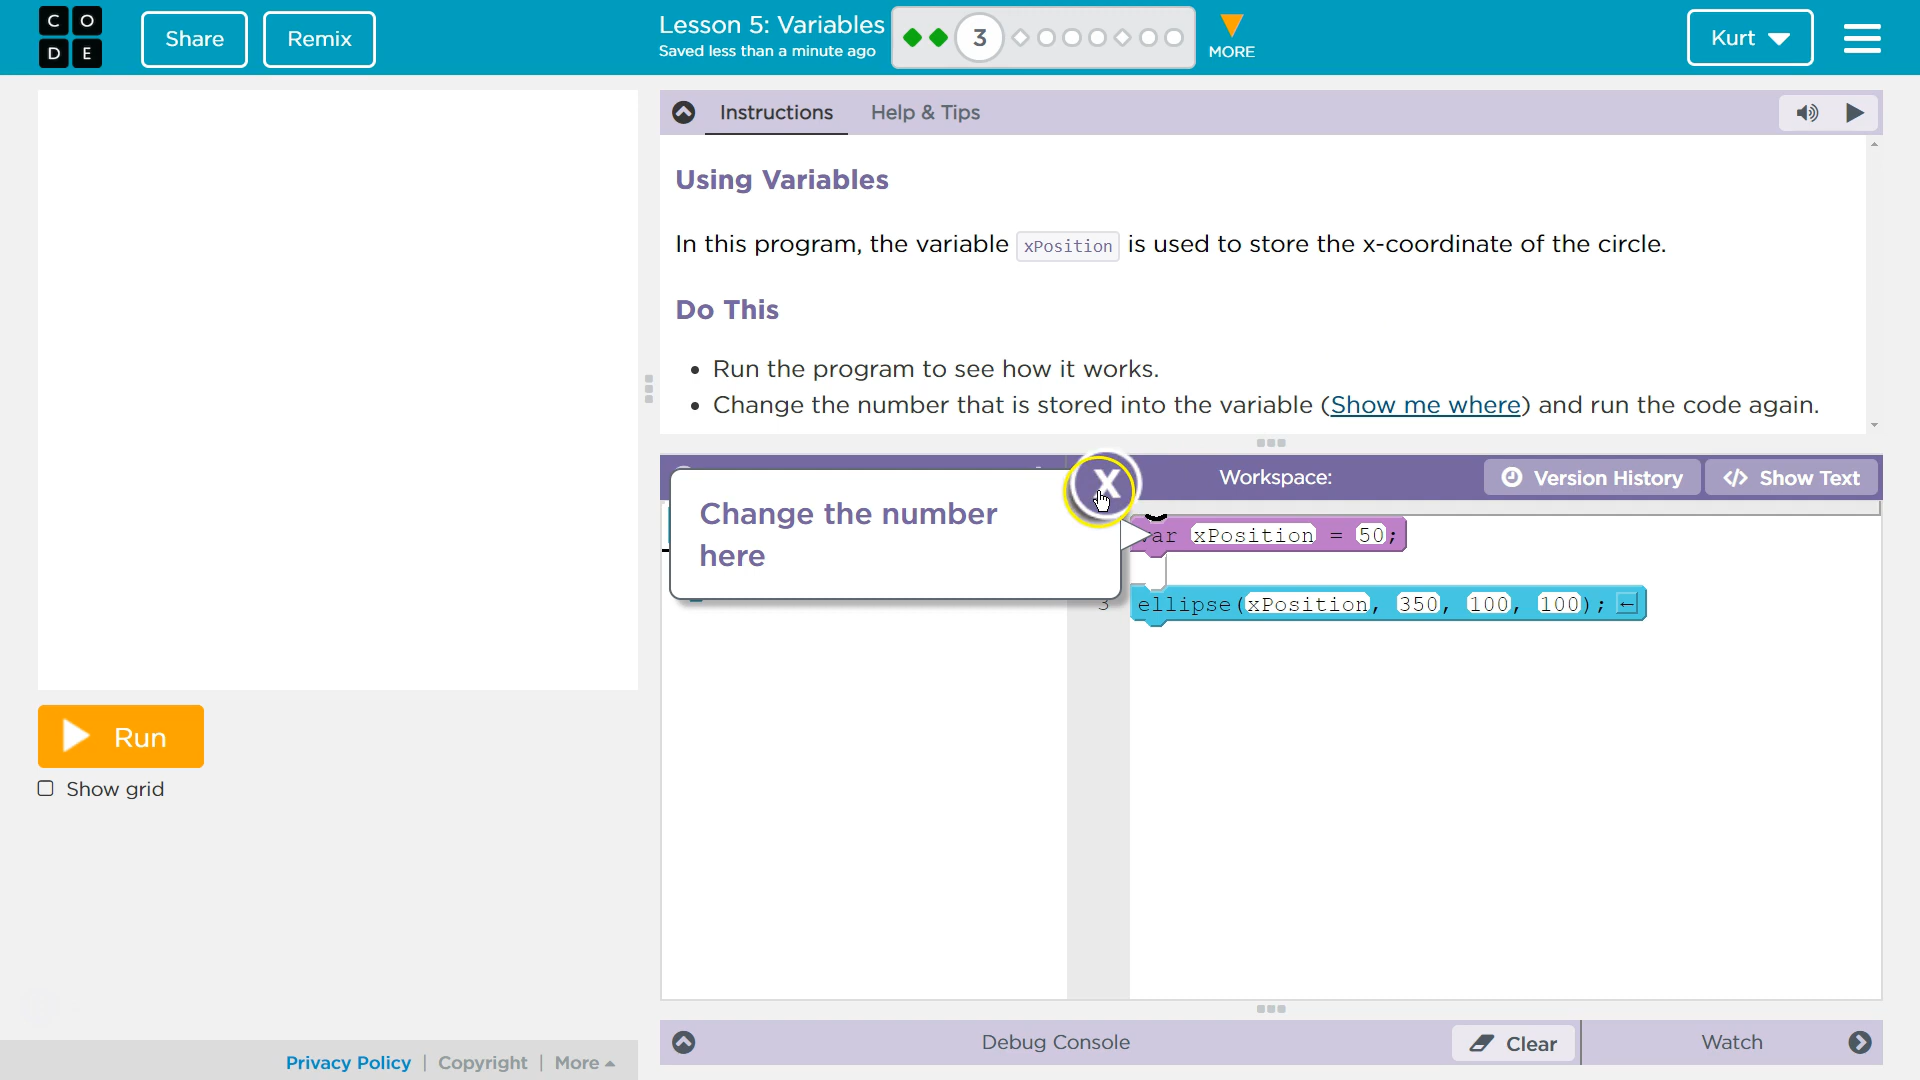 C O
D E
Share
Remix
Lesson 5: Variables
Saved less than a minute ago
3
MORE
Kurt
Instructions
Help & Tips
Using Variables
In this program, the variable xPosition is used to store the x-coordinate of the circle.
Do This
• Run the program to see how it works.
• Change the number that is stored into the variable (Show me where) and run the code again.
Workspace:
Version History
</> Show Text
X
Change the number
here
var xPosition = 50;
3 ellipse(xPosition, 350, 100, 100);
Run
Show grid
Debug Console
Clear
Watch
Privacy Policy | Copyright | More